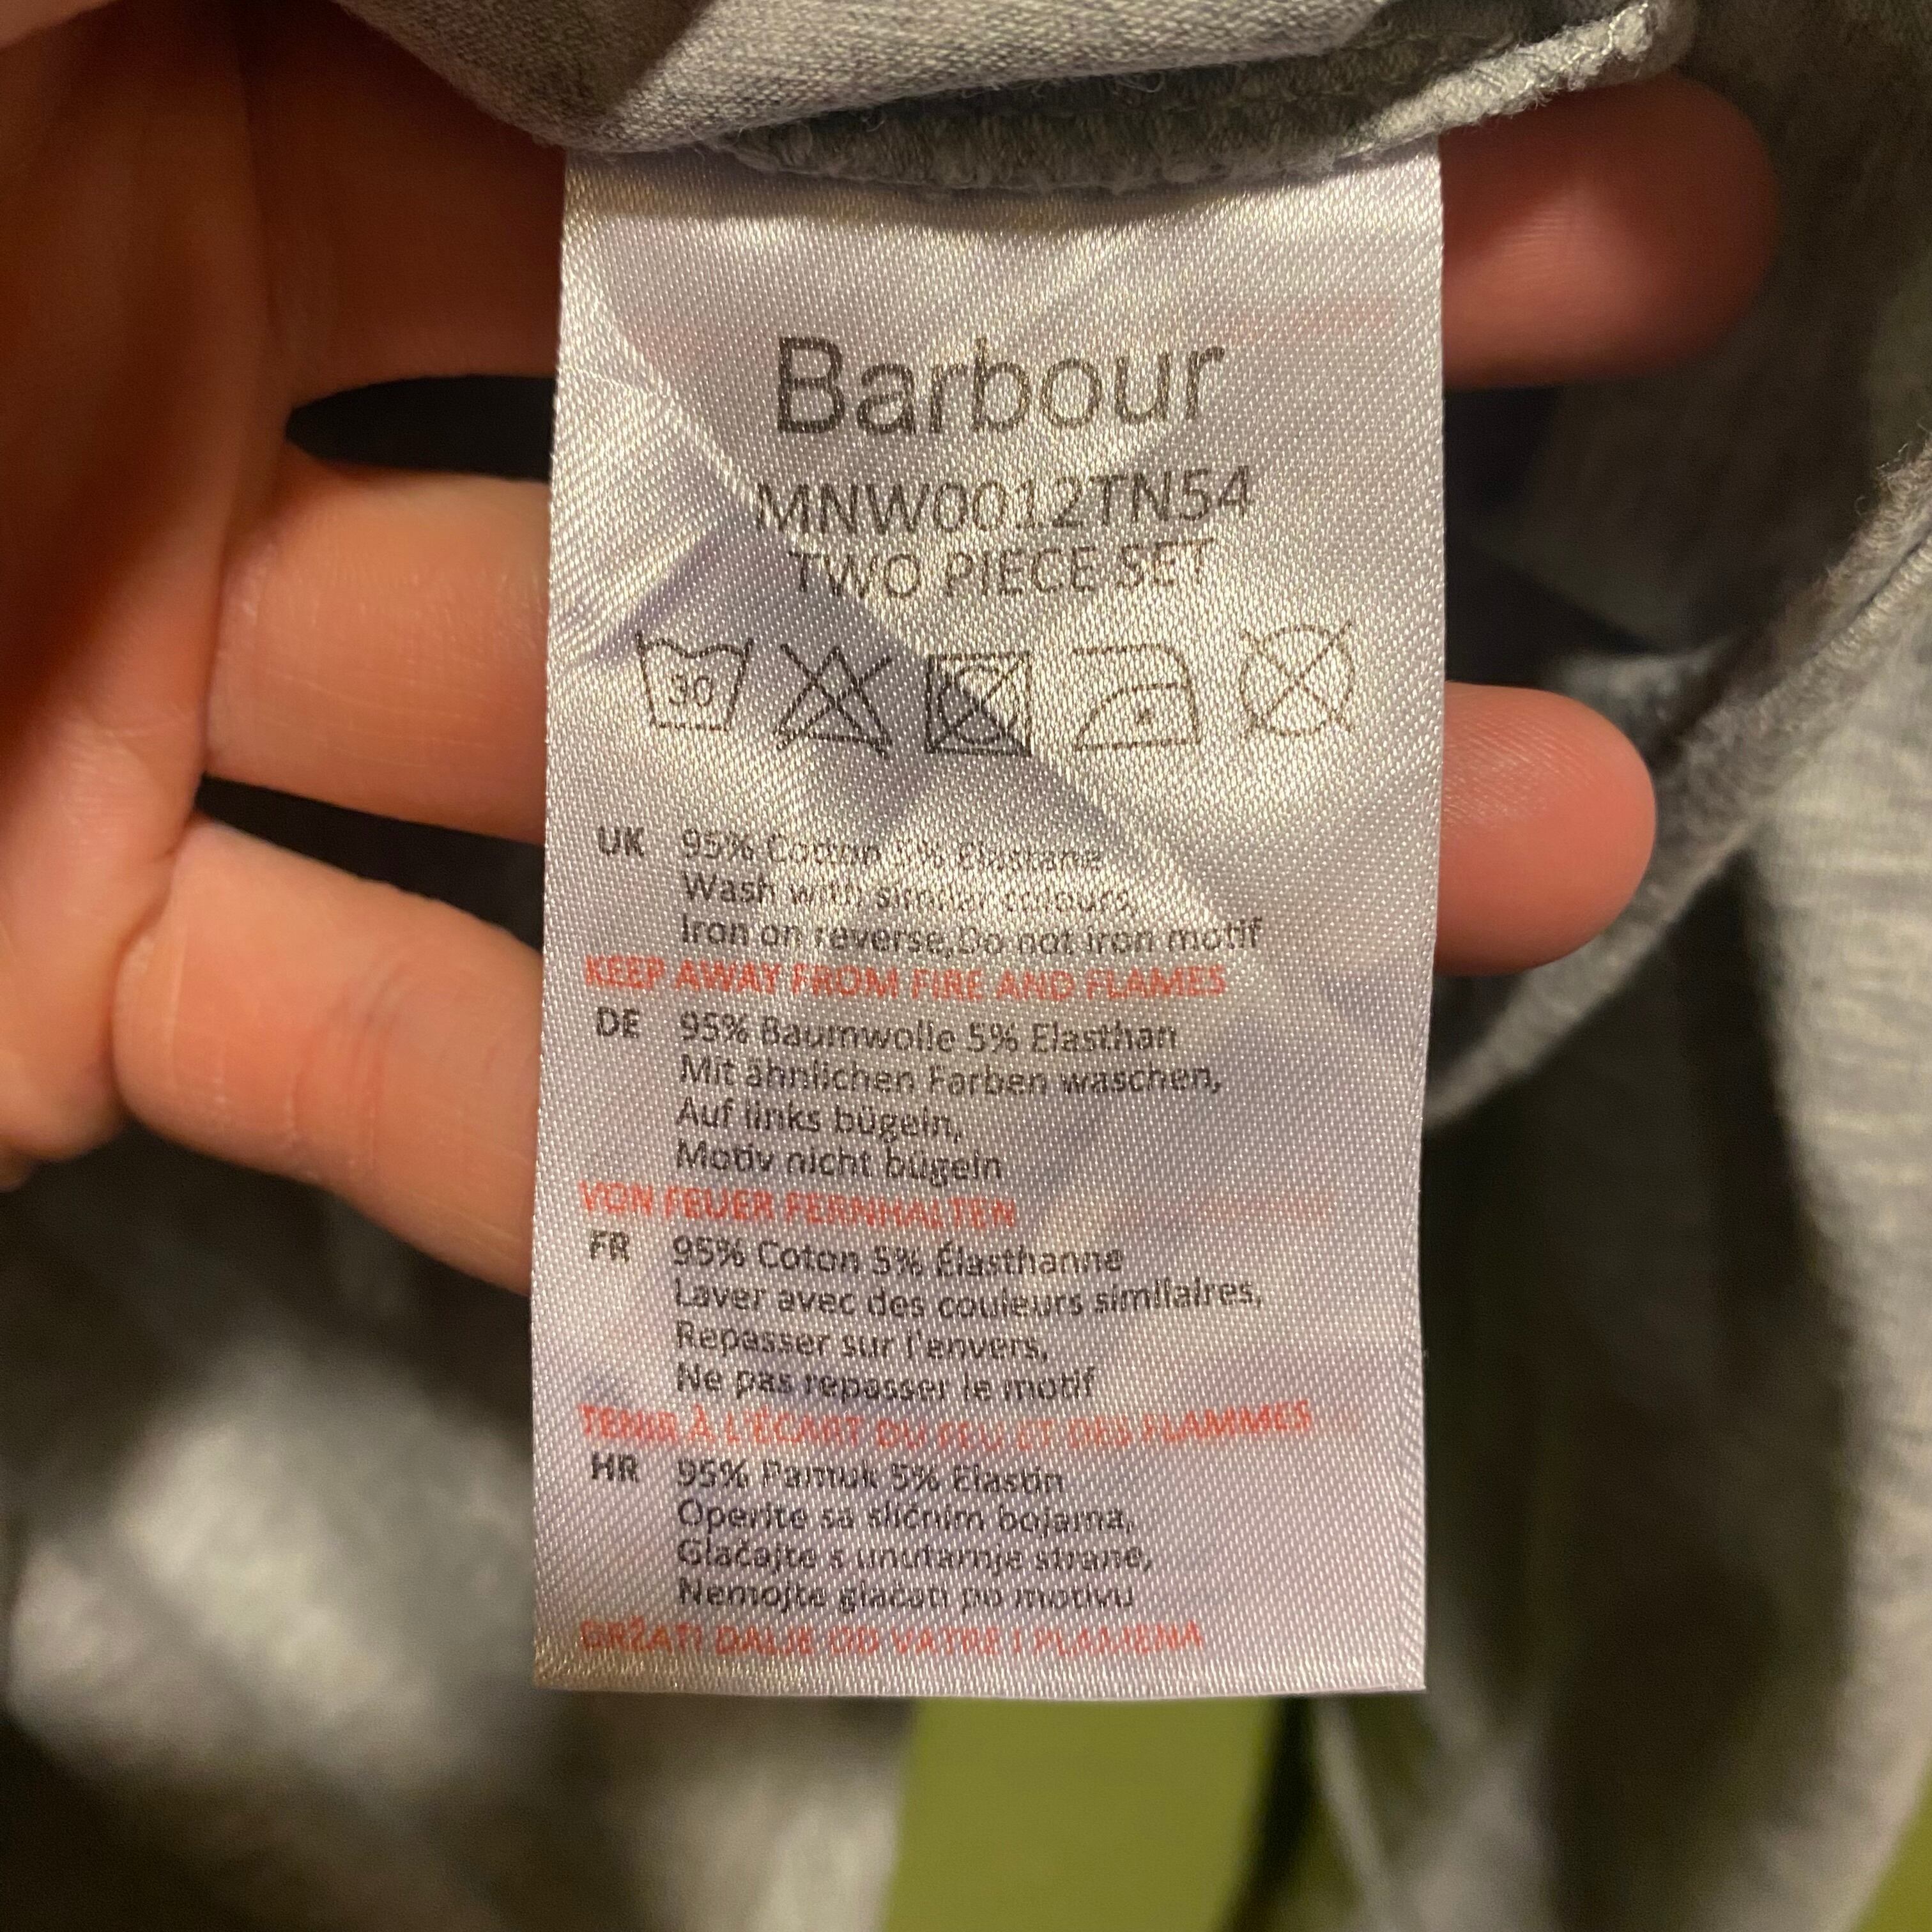 Barbour
MNW0012TN54
TWO PIECE SET
30
UK 95% Cotton 5% Elastane
Wash with similar colours,
Iron on reverse,Do not iron motif
KEEP AWAY FROM FIRE AND FLAMES
DE 95% Baumwolle 5% Elasthan
Mit ähnlichen Farben waschen,
Auf links bügeln,
Motiv nicht bügeln
VON FEUER FERNHALTEN
FR 95% Coton 5% Élasthanne
Laver avec des couleurs similaires,
Repasser sur l'envers,
Ne pas repasser le motif
TENIR À L'ÉCART DU FEU ET DES FLAMMES
HR 95% Pamuk 5% Elastin
Operite sa sličnim bojama,
Glačajte s unutarnje strane,
Nemojte glačati po motivu
DRŽATI DALJE OD VATRE I PLAMENA